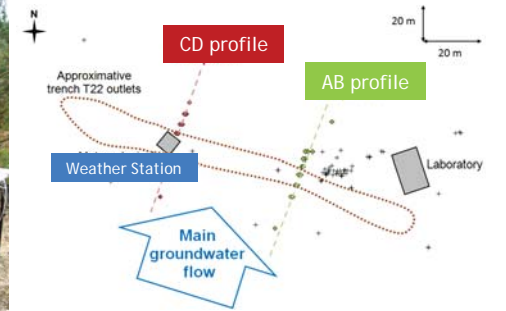 N
20 m
20 m
CD profile
AB profile
Approximative
trench T22 outlets
Weather Station
Laboratory
Main
groundwater
flow